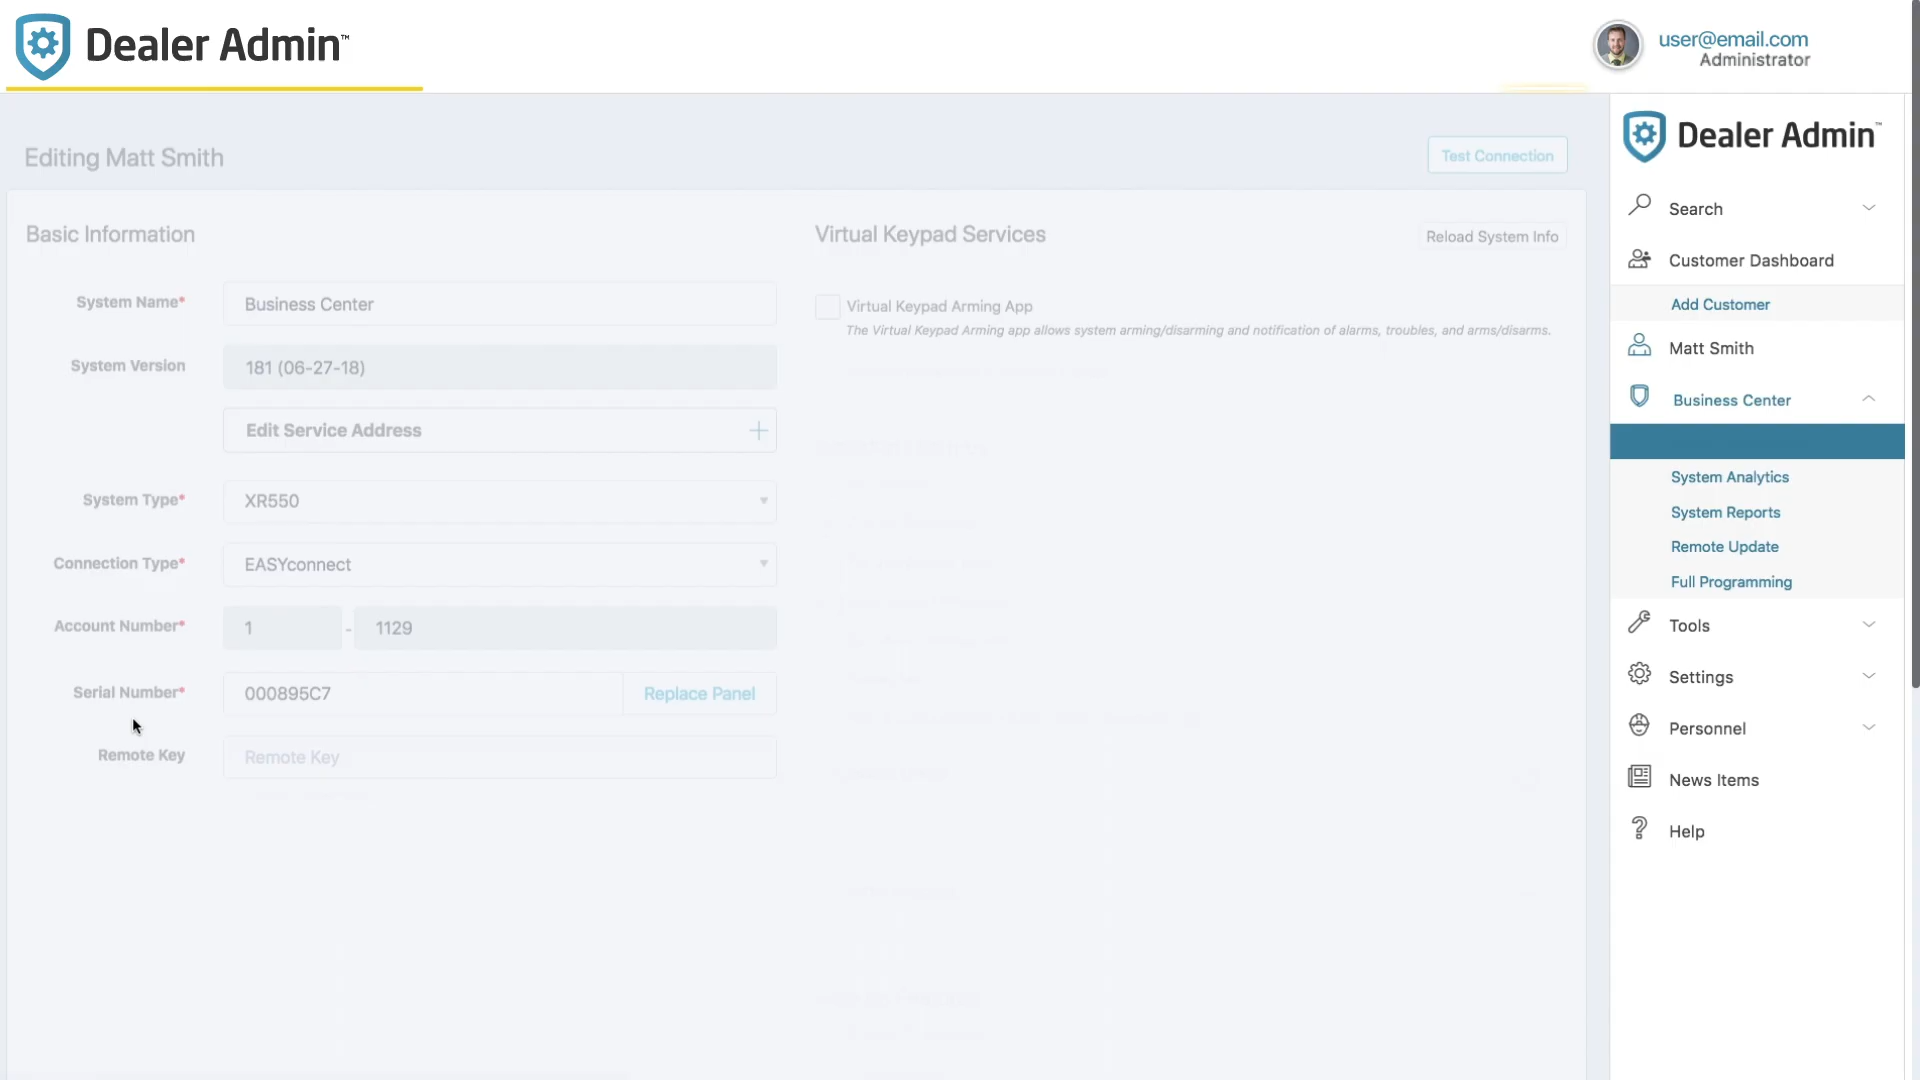 Dealer Admin™
user@email.com
Administrator
Editing Matt Smith
Test Connection
Basic Information
System Name*
Business Center
System Version
181 (06-27-18)
Edit Service Address
System Type*
XR550
Connection Type*
EASYconnect
Account Number*
1 - 1129
Serial Number*
000895C7
Replace Panel
Remote Key
Remote Key
Virtual Keypad Services
Reload System Info
Virtual Keypad Arming App
The Virtual Keypad Arming app allows system arming/disarming and notification of alarms, troubles, and arms/disarms.
Dealer Admin™
Search
Customer Dashboard
Add Customer
Matt Smith
Business Center
System Analytics
System Reports
Remote Update
Full Programming
Tools
Settings
Personnel
News Items
Help